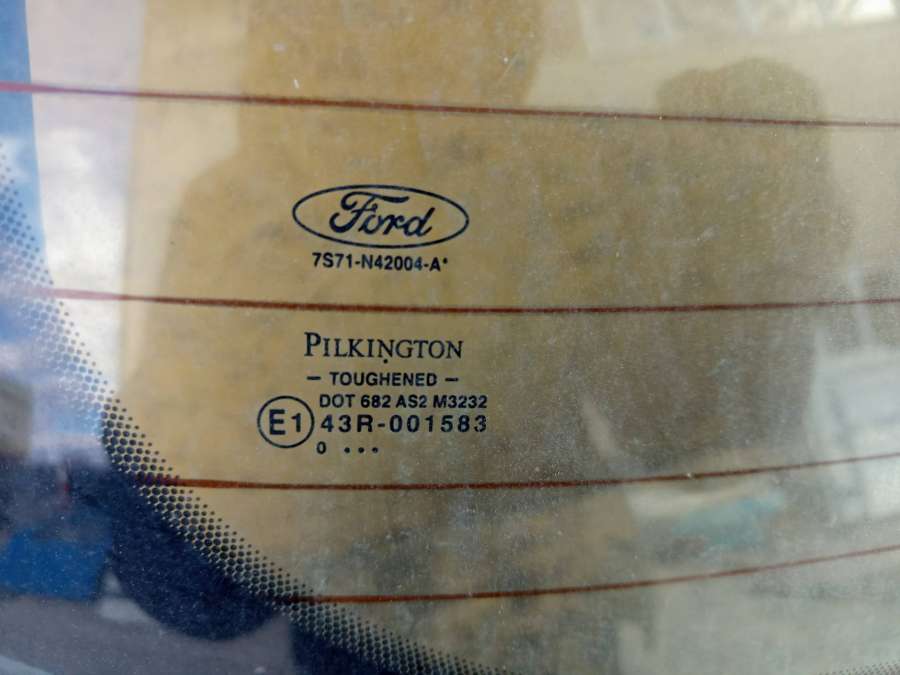 Ford
7S71-N42004-A*
PILKINGTON
- TOUGHENED -
DOT 682 AS2 M3232
E1 43R-001583
0 ...